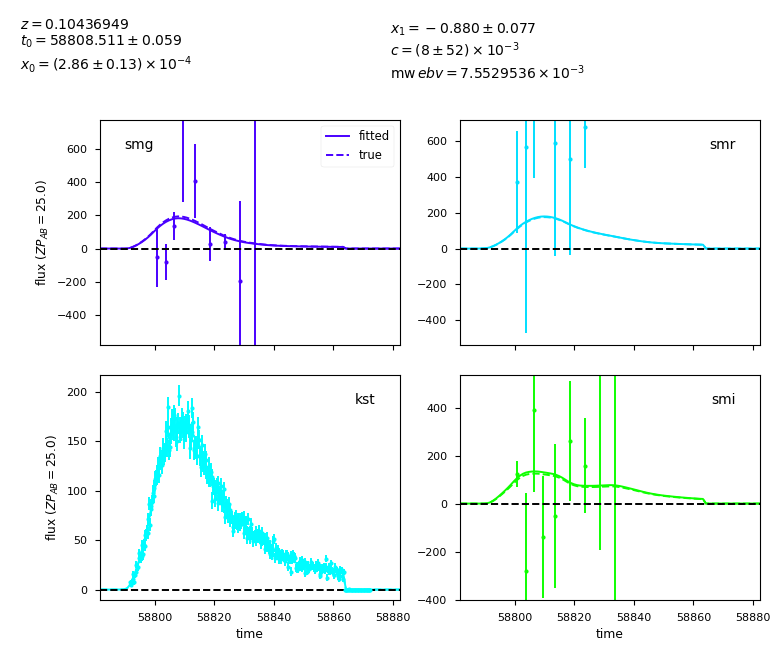 z = 0.10436949
t₀ = 58808.511 ± 0.059
x₀ = (2.86 ± 0.13) × 10⁻⁴
x₁ = −0.880 ± 0.077
c = (8 ± 52) × 10⁻³
mw ebv = 7.5529536 × 10⁻³
smg
fitted
true
600
400
200
0
−200
−400
flux (ZP_AB = 25.0)
smr
600
400
200
0
−200
−400
kst
200
150
100
50
0
flux (ZP_AB = 25.0)
58800 58820 58840 58860 58880
time
smi
400
200
0
−200
−400
58800 58820 58840 58860 58880
time